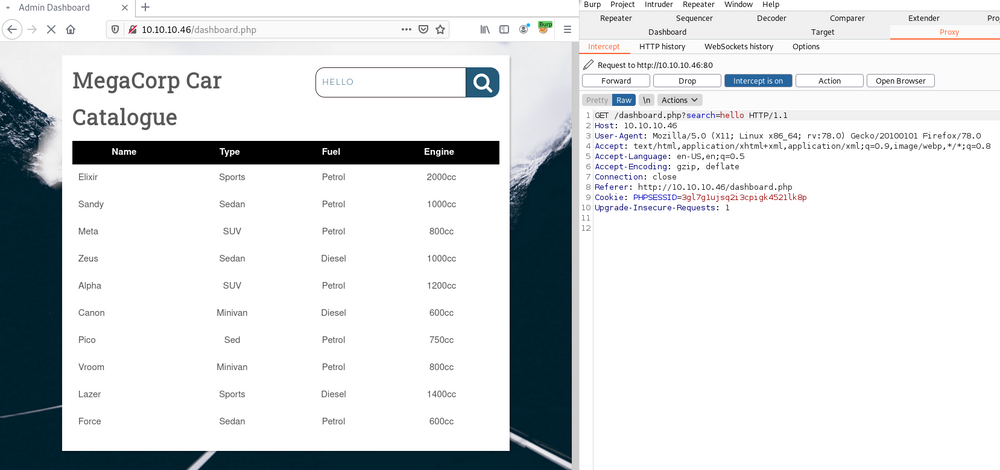 Admin Dashboard
10.10.10.46/dashboard.php
Burp
MegaCorp Car
Catalogue
HELLO
Name Type Fuel Engine
Elixir Sports Petrol 2000cc
Sandy Sedan Petrol 1000cc
Meta SUV Petrol 800cc
Zeus Sedan Diesel 1000cc
Alpha SUV Petrol 1200cc
Canon Minivan Diesel 600cc
Pico Sed Petrol 750cc
Vroom Minivan Petrol 800cc
Lazer Sports Diesel 1400cc
Force Sedan Petrol 600cc
Burp Project Intruder Repeater Window Help
Repeater Sequencer Decoder Comparer Extender Proj
Dashboard Target Proxy
Intercept HTTP history WebSockets history Options
Request to http://10.10.10.46:80
Forward Drop Intercept is on Action Open Browser
Pretty Raw \n Actions
1 GET /dashboard.php?search=hello HTTP/1.1
2 Host: 10.10.10.46
3 User-Agent: Mozilla/5.0 (X11; Linux x86_64; rv:78.0) Gecko/20100101 Firefox/78.0
4 Accept: text/html,application/xhtml+xml,application/xml;q=0.9,image/webp,*/*;q=0.8
5 Accept-Language: en-US,en;q=0.5
6 Accept-Encoding: gzip, deflate
7 Connection: close
8 Referer: http://10.10.10.46/dashboard.php
9 Cookie: PHPSESSID=3gl7g1ujsq2i3cpigk4521lk8p
10 Upgrade-Insecure-Requests: 1
11
12